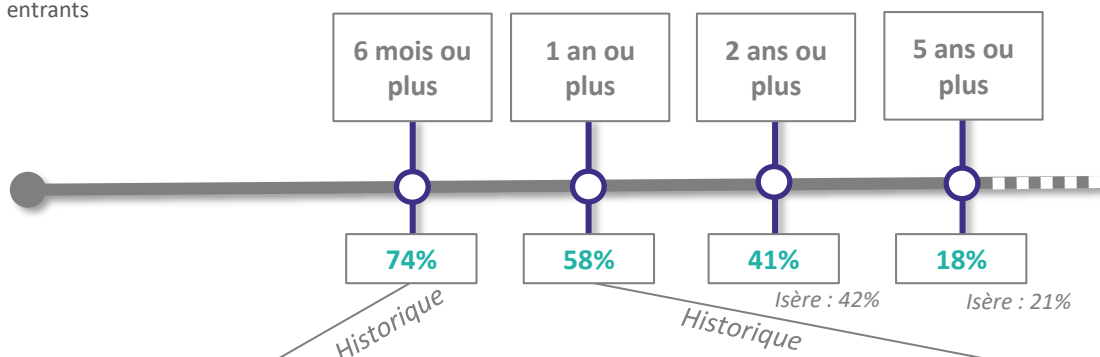 entrants
6 mois ou
plus
1 an ou
plus
2 ans ou
plus
5 ans ou
plus
74%
58%
41%
18%
Isère : 42%
Isère : 21%
Historique
Historique